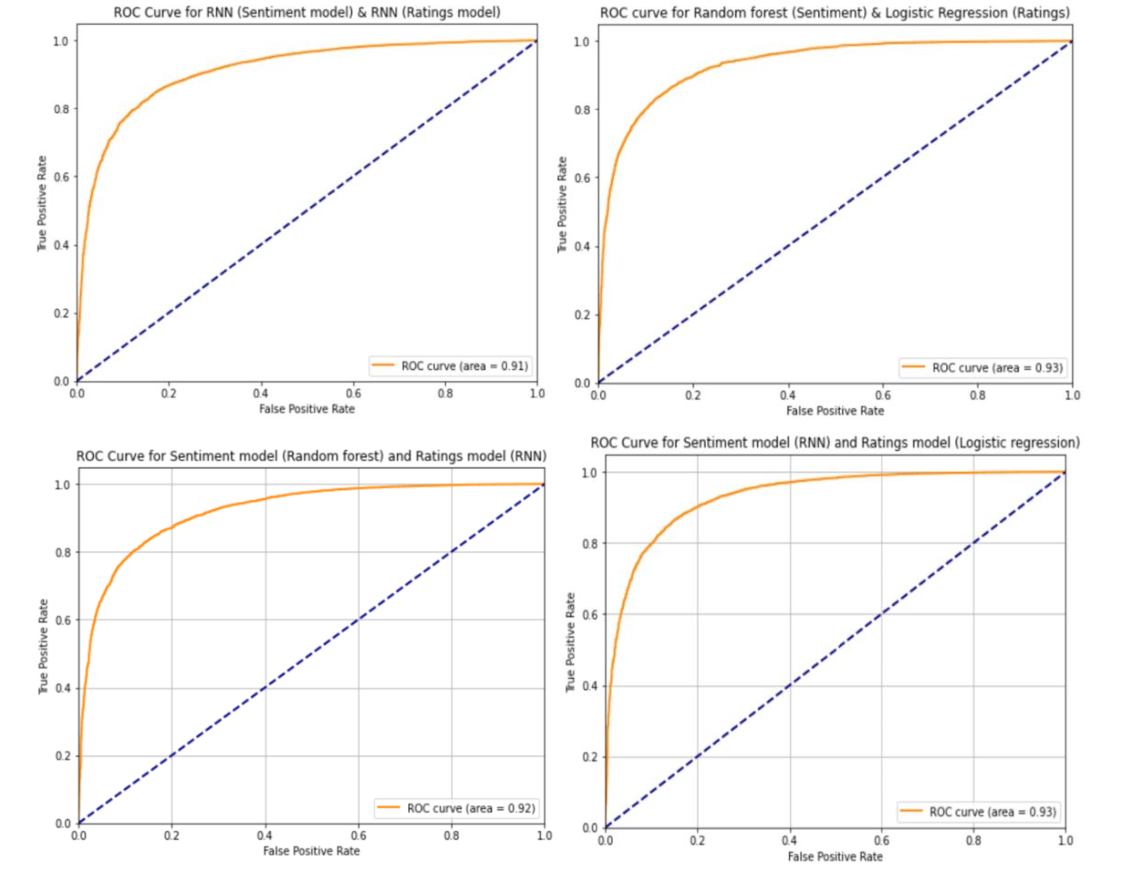 ROC Curve for RNN (Sentiment model) & RNN (Ratings model)
1.0
0.8
0.6
0.4
0.2
0.0
True Positive Rate
ROC curve (area = 0.91)
0.0 0.2 0.4 0.6 0.8 1.0
False Positive Rate
ROC curve for Random forest (Sentiment) & Logistic Regression (Ratings)
1.0
0.8
0.6
0.4
0.2
0.0
True Positive Rate
ROC curve (area = 0.93)
0.0 0.2 0.4 0.6 0.8 1.0
False Positive Rate
ROC Curve for Sentiment model (Random forest) and Ratings model (RNN)
1.0
0.8
0.6
0.4
0.2
0.0
True Positive Rate
ROC curve (area = 0.92)
0.0 0.2 0.4 0.6 0.8 1.0
False Positive Rate
ROC Curve for Sentiment model (RNN) and Ratings model (Logistic regression)
1.0
0.8
0.6
0.4
0.2
0.0
True Positive Rate
ROC curve (area = 0.93)
0.0 0.2 0.4 0.6 0.8 1.0
False Positive Rate